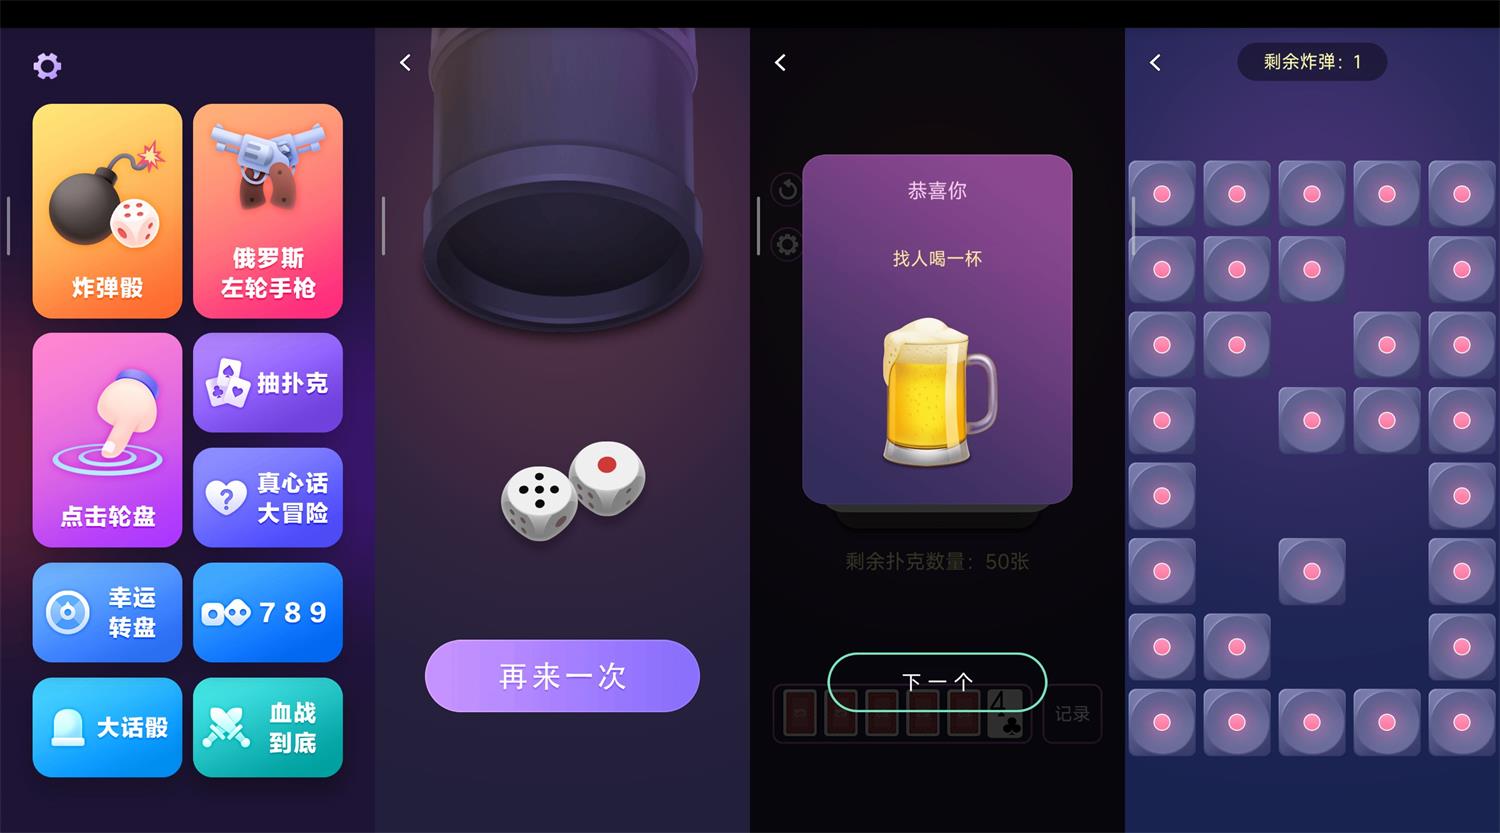 炸弹骰
俄罗斯
左轮手枪
点击轮盘
抽扑克
真心话
大冒险
幸运
转盘
789
大话骰
血战
到底
再来一次
恭喜你
找人喝一杯
剩余扑克数量：50张
下一个
4
记录
剩余炸弹：1